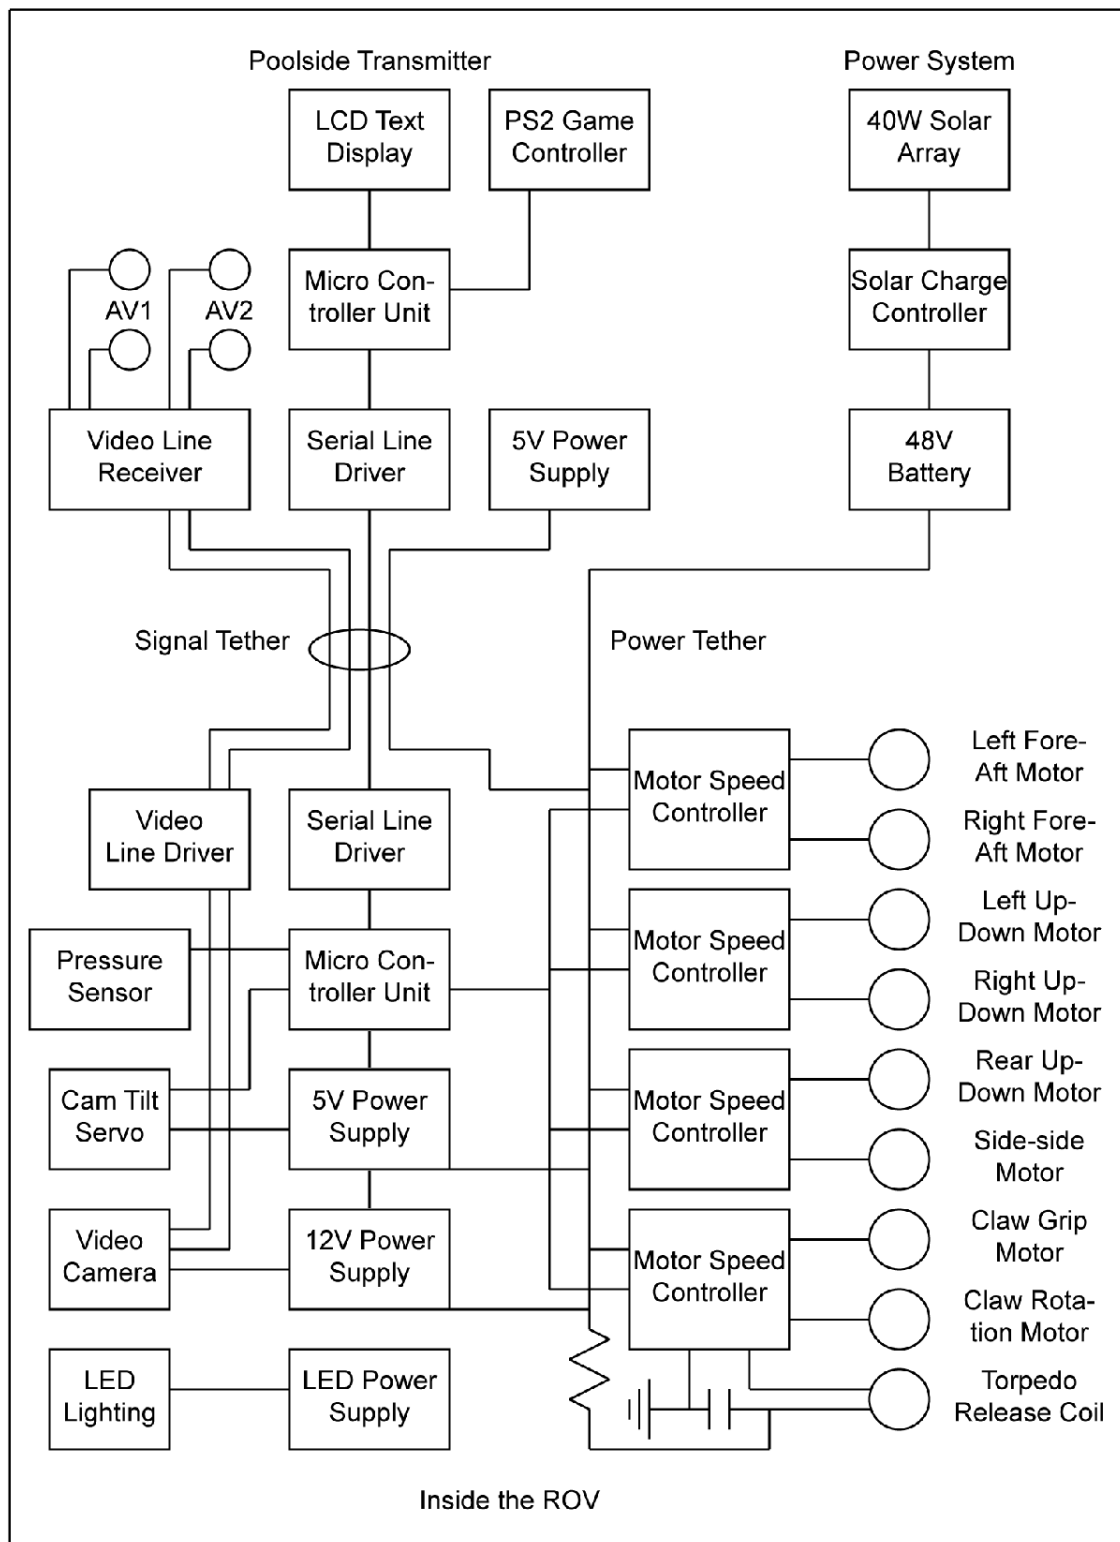 Poolside Transmitter
Power System
LCD Text
Display
PS2 Game
Controller
40W Solar
Array
AV1
AV2
Micro Con-
troller Unit
Solar Charge
Controller
Video Line
Receiver
Serial Line
Driver
5V Power
Supply
48V
Battery
Signal Tether
Power Tether
Motor Speed
Controller
Left Fore-
Aft Motor
Right Fore-
Aft Motor
Video
Line Driver
Serial Line
Driver
Motor Speed
Controller
Left Up-
Down Motor
Right Up-
Down Motor
Pressure
Sensor
Micro Con-
troller Unit
Motor Speed
Controller
Rear Up-
Down Motor
Side-side
Motor
Cam Tilt
Servo
5V Power
Supply
Motor Speed
Controller
Claw Grip
Motor
Claw Rota-
tion Motor
Video
Camera
12V Power
Supply
LED
Lighting
LED Power
Supply
Torpedo
Release Coil
Inside the ROV